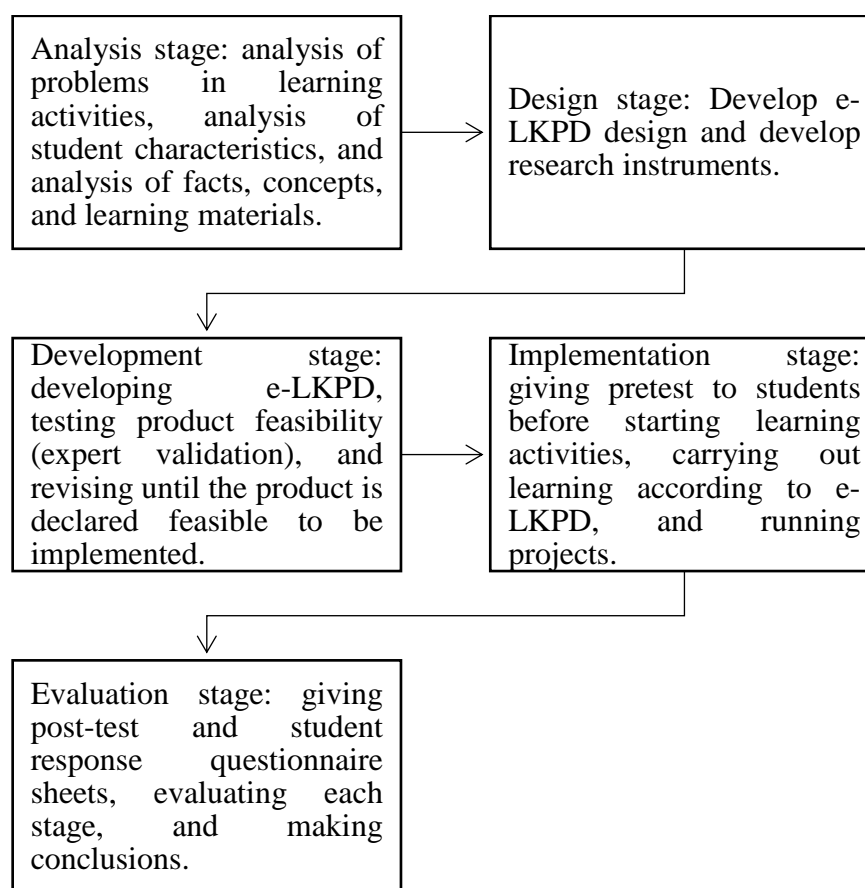 Analysis stage: analysis of
problems in learning
activities, analysis of
student characteristics, and
analysis of facts, concepts,
and learning materials.
Design stage: Develop e-
LKPD design and develop
research instruments.
Development stage:
developing e-LKPD,
testing product feasibility
(expert validation), and
revising until the product is
declared feasible to be
implemented.
Implementation stage:
giving pretest to students
before starting learning
activities, carrying out
learning according to e-
LKPD, and running
projects.
Evaluation stage: giving
post-test and student
response questionnaire
sheets, evaluating each
stage, and making
conclusions.